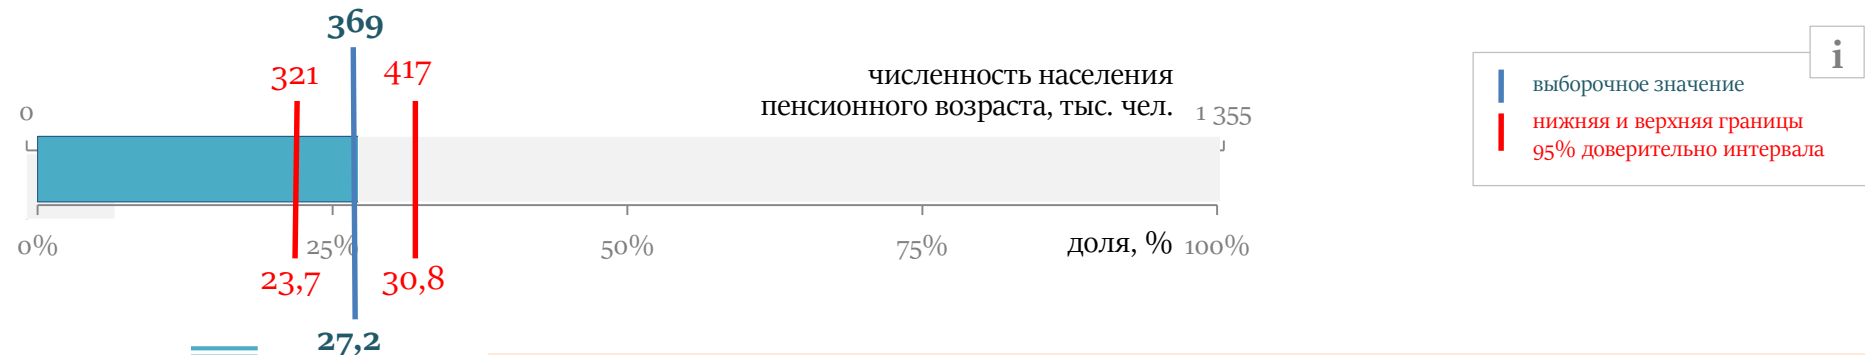 369
321
417
численность населения
пенсионного возраста, тыс. чел.
0
1 355
0%
25%
50%
75%
доля, %
100%
23,7
30,8
27,2
i
выборочное значение
нижняя и верхняя границы
95% доверительно интервала